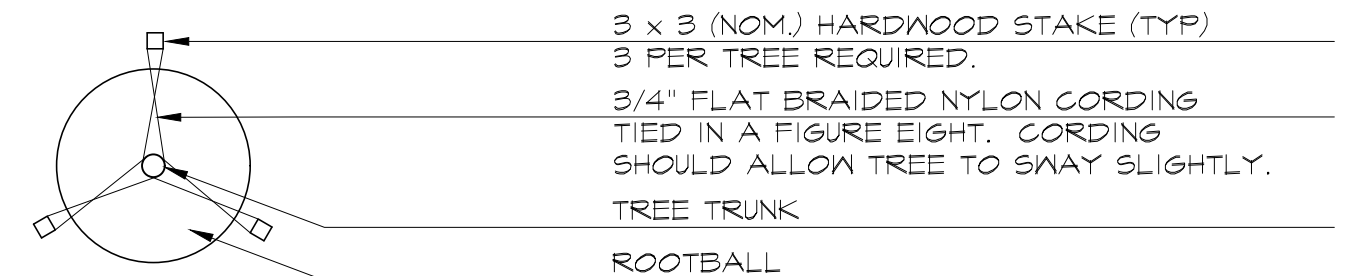 3 x 3 (NOM.) HARDWOOD STAKE (TYP)
3 PER TREE REQUIRED.
3/4" FLAT BRAIDED NYLON CORDING
TIED IN A FIGURE EIGHT. CORDING
SHOULD ALLOW TREE TO SWAY SLIGHTLY.
TREE TRUNK
ROOTBALL